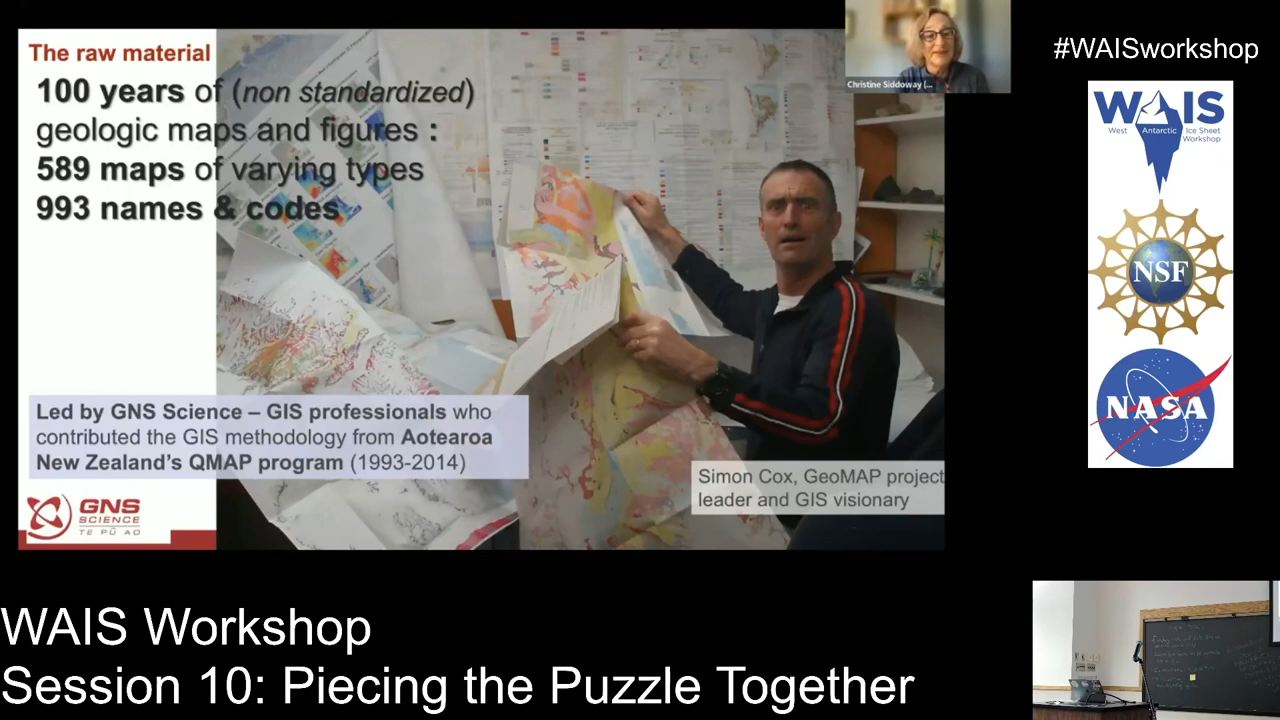 The raw material
100 years of (non standardized)
geologic maps and figures :
589 maps of varying types
993 names & codes
Led by GNS Science – GIS professionals who
contributed the GIS methodology from Aotearoa
New Zealand's QMAP program (1993-2014)
GNS
SCIENCE
TE PŪ AO
Simon Cox, GeoMAP project
leader and GIS visionary
Christine Siddoway (...
#WAISworkshop
WAIS
West Antarctic Ice Sheet
Workshop
NSF
NASA
WAIS Workshop
Session 10: Piecing the Puzzle Together